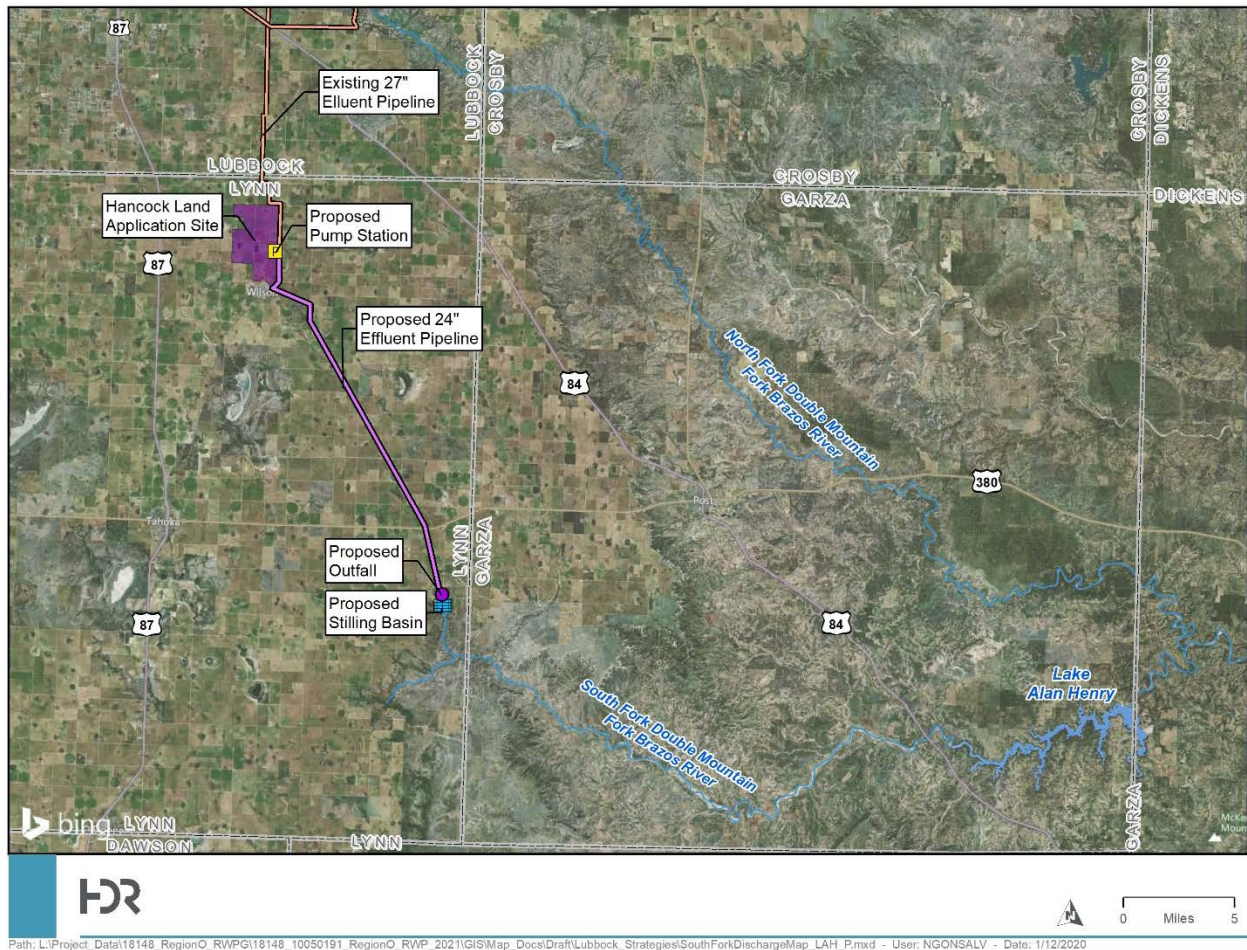 87
Existing 27"
Elluent Pipeline
LUBBOCK
CROSBY
CROSBY
DICKENS
LUBBOCK
LYNN
CROSBY
GARZA
DICKENS
Hancock Land
Application Site
Proposed
Pump Station
P
87
Wilson
Proposed 24"
Effluent Pipeline
84
North Fork Double Mountain
Fork Brazos River
380
Post
Tahoka
LYNN
GARZA
Proposed
Outfall
Proposed
Stilling Basin
87
84
Lake
Alan Henry
South Fork Double Mountain
Fork Brazos River
GARZA
bing
LYNN
DAWSON
LYNN
HDR
0 Miles 5
Path: L:\Project_Data\18148_RegionO_RWPG\18148_10050191_RegionO_RWP_2021\GIS\Map_Docs\Draft\Lubbock_Strategies\SouthForkDischargeMap_LAH_P.mxd - User: NGONSALV - Date: 1/12/2020